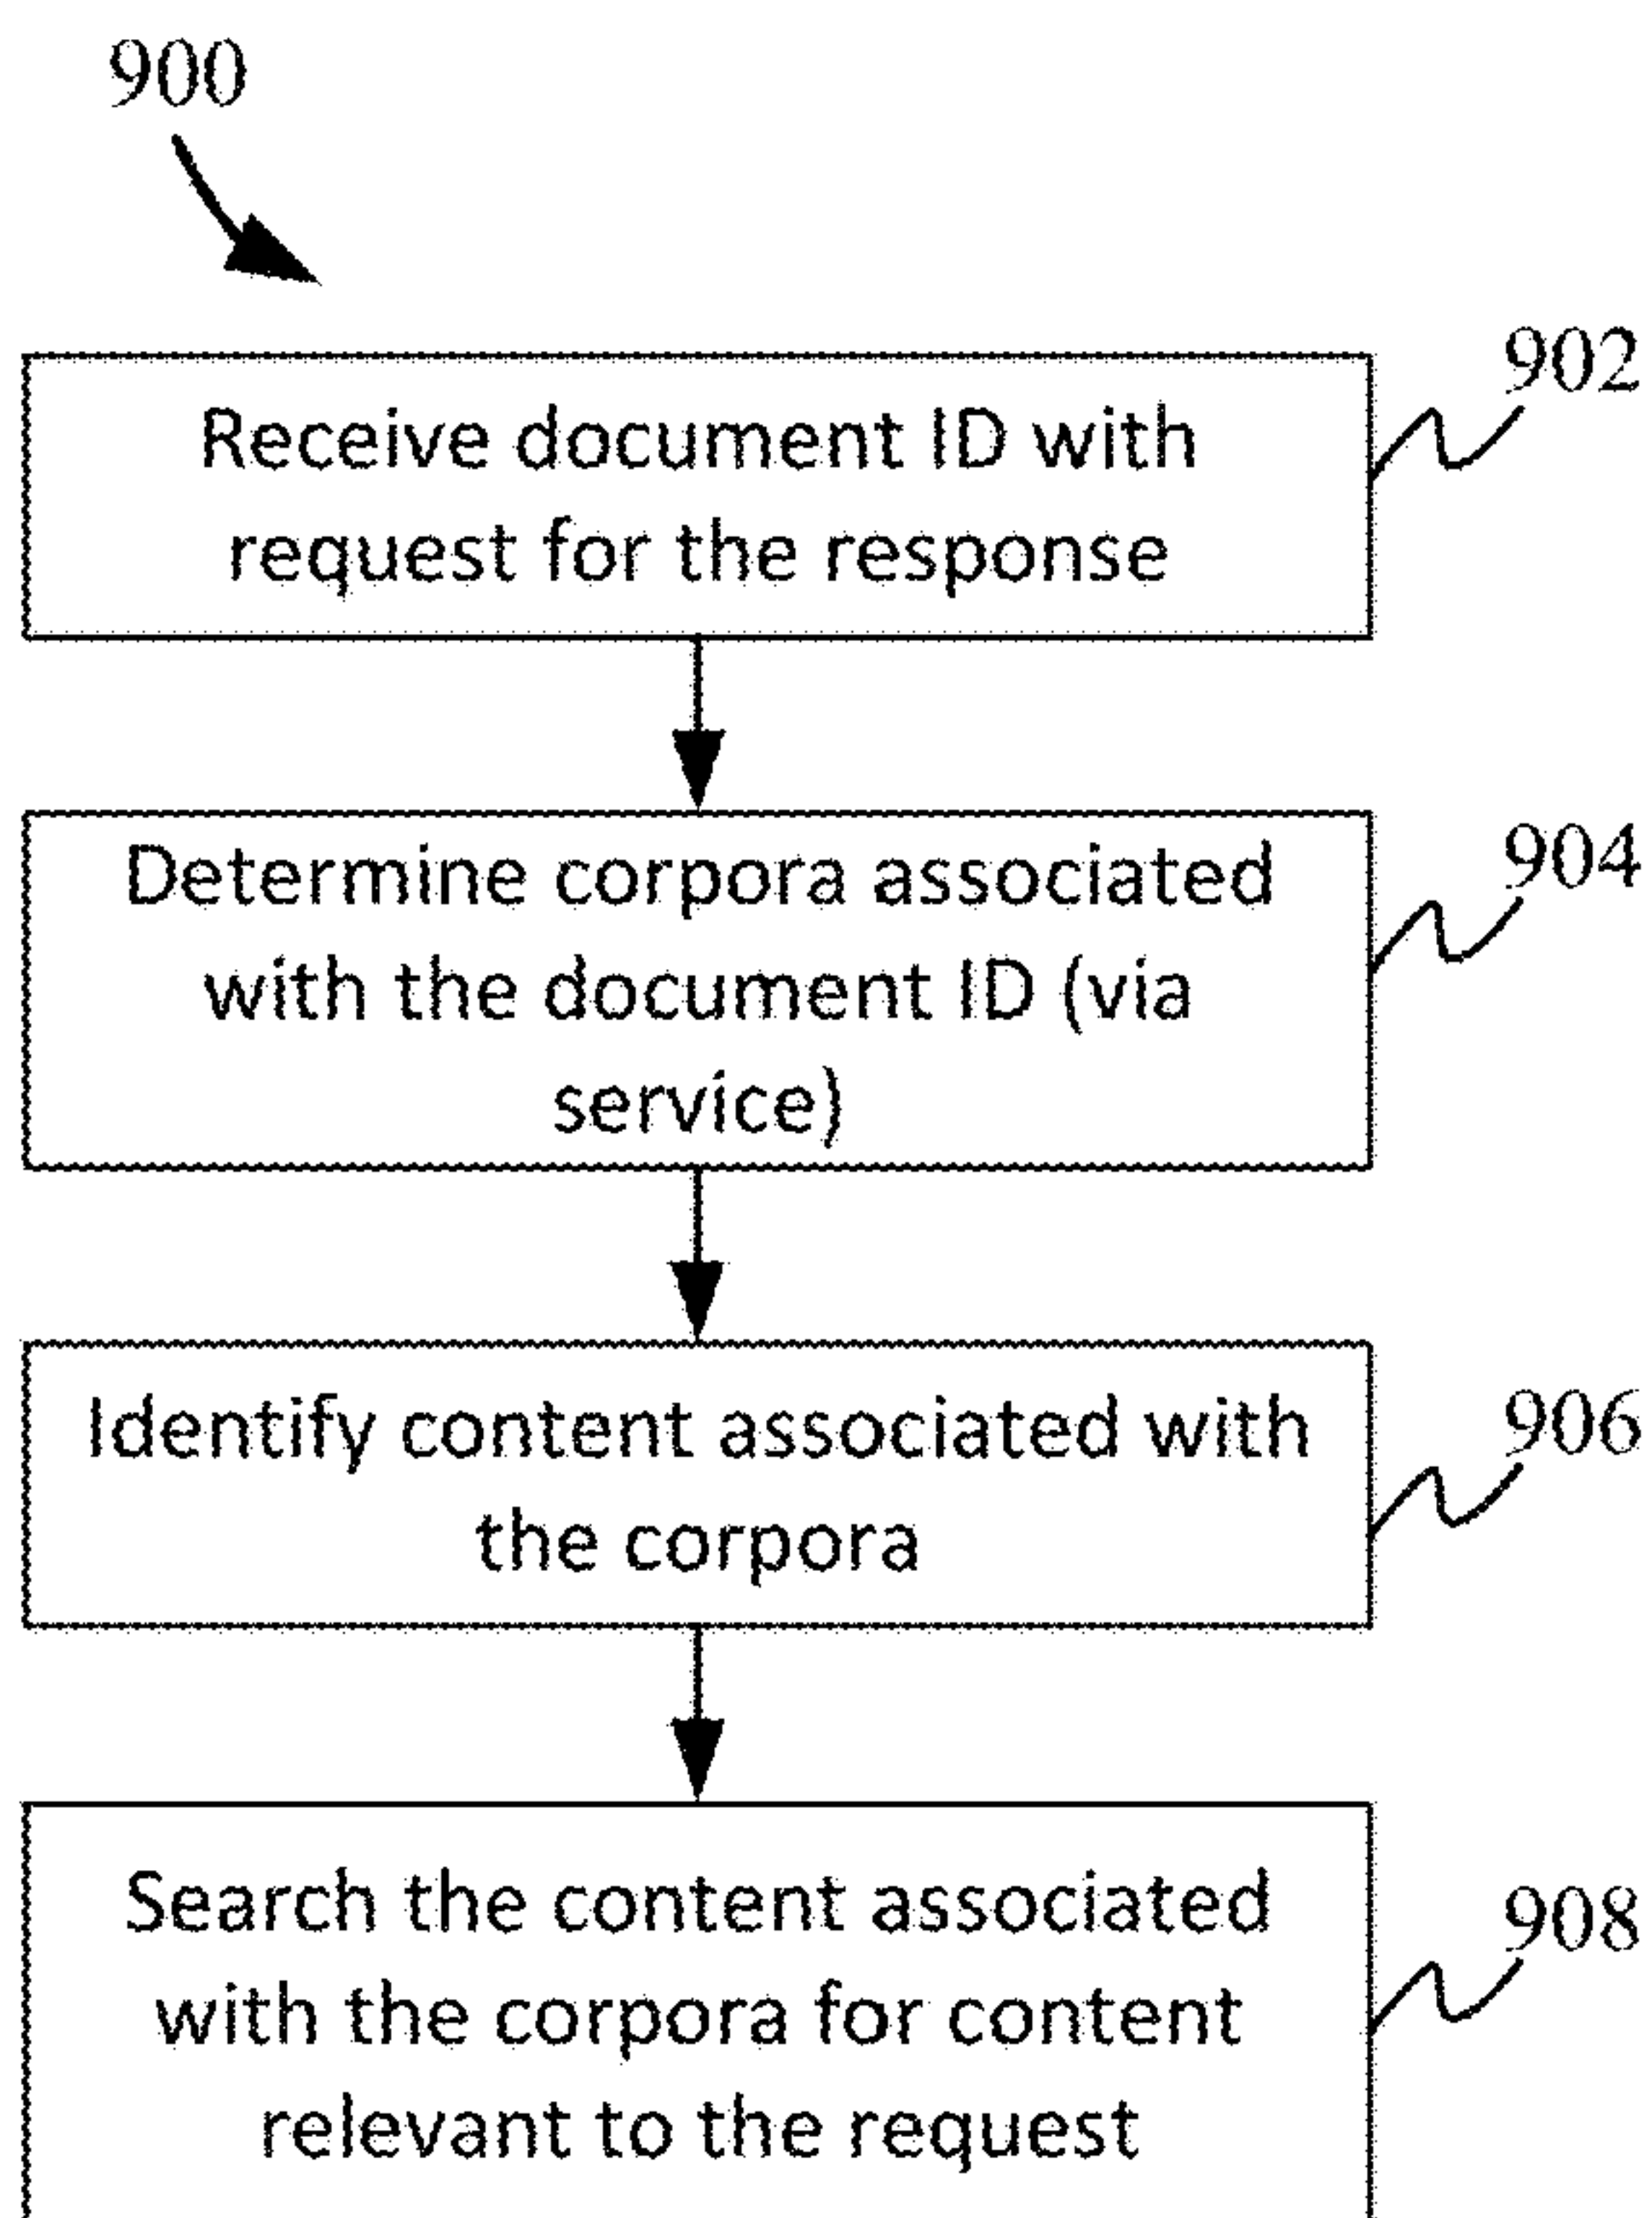 900
902
Receive document ID with
request for the response
904
Determine corpora associated
with the document ID (via
service)
906
Identify content associated with
the corpora
908
Search the content associated
with the corpora for content
relevant to the request